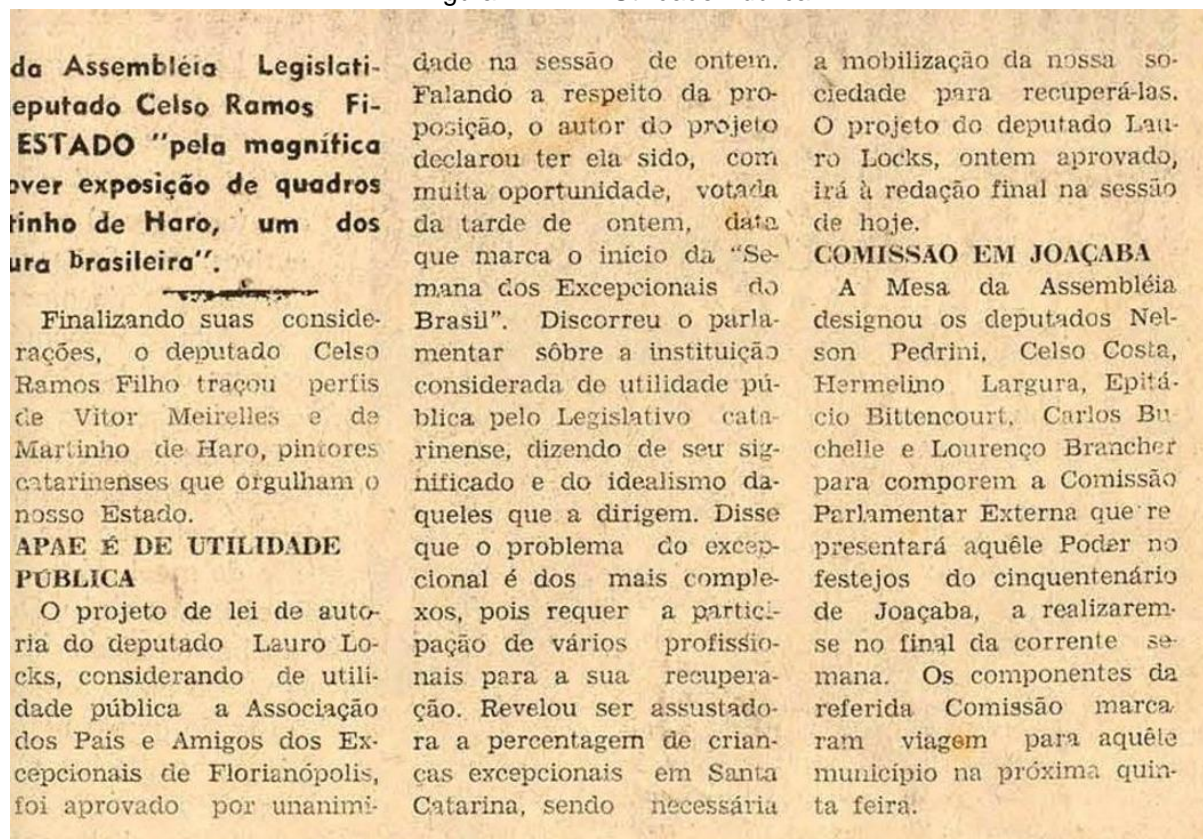 da Assembléia Legislati-
eputado Celso Ramos Fi-
ESTADO "pela magnífica
over exposição de quadros
tinho de Haro, um dos
ura brasileira".
Finalizando suas conside-
rações, o deputado Celso
Ramos Filho traçou perfis
de Vitor Meirelles e de
Martinho de Haro, pintores
catarinenses que orgulham o
nosso Estado.
APAE É DE UTILIDADE
PÚBLICA
O projeto de lei de auto-
ria do deputado Lauro Lo-
cks, considerando de utili-
dade pública a Associação
dos Pais e Amigos dos Ex-
cepcionais de Florianópolis,
foi aprovado por unanimi-
dade na sessão de ontem.
Falando a respeito da pro-
posição, o autor do projeto
declarou ter ela sido, com
muita oportunidade, votada
da tarde de ontem, data
que marca o início da "Se-
mana dos Excepcionais do
Brasil". Discorreu o parla-
mentar sôbre a instituição
considerada de utilidade pú-
blica pelo Legislativo cata-
rinense, dizendo de seu sig-
nificado e do idealismo da-
queles que a dirigem. Disse
que o problema do excep-
cional é dos mais comple-
xos, pois requer a partici-
pação de vários profissio-
nais para a sua recupera-
ção. Revelou ser assustado-
ra a percentagem de crian-
ças excepcionais em Santa
Catarina, sendo necessária
a mobilização da nossa so-
ciedade para recuperá-las.
O projeto do deputado Lau-
ro Locks, ontem aprovado,
irá à redação final na sessão
de hoje.
COMISSÃO EM JOAÇABA
A Mesa da Assembléia
designou os deputados Nel-
son Pedrini, Celso Costa,
Hermelino Largura, Epitá-
cio Bittencourt, Carlos Bu-
chelle e Lourenço Brancher
para comporem a Comissão
Parlamentar Externa que re
presentará aquêle Poder no
festejos do cinquentenário
de Joaçaba, a realizarem-
se no final da corrente se-
mana. Os componentes da
referida Comissão marca
ram viagem para aquêle
município na próxima quin-
ta feira.